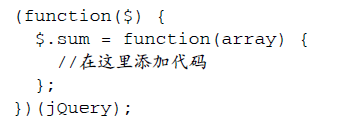 (function($) {
  $.sum = function(array) {
    //在这里添加代码
  };
})(jQuery);